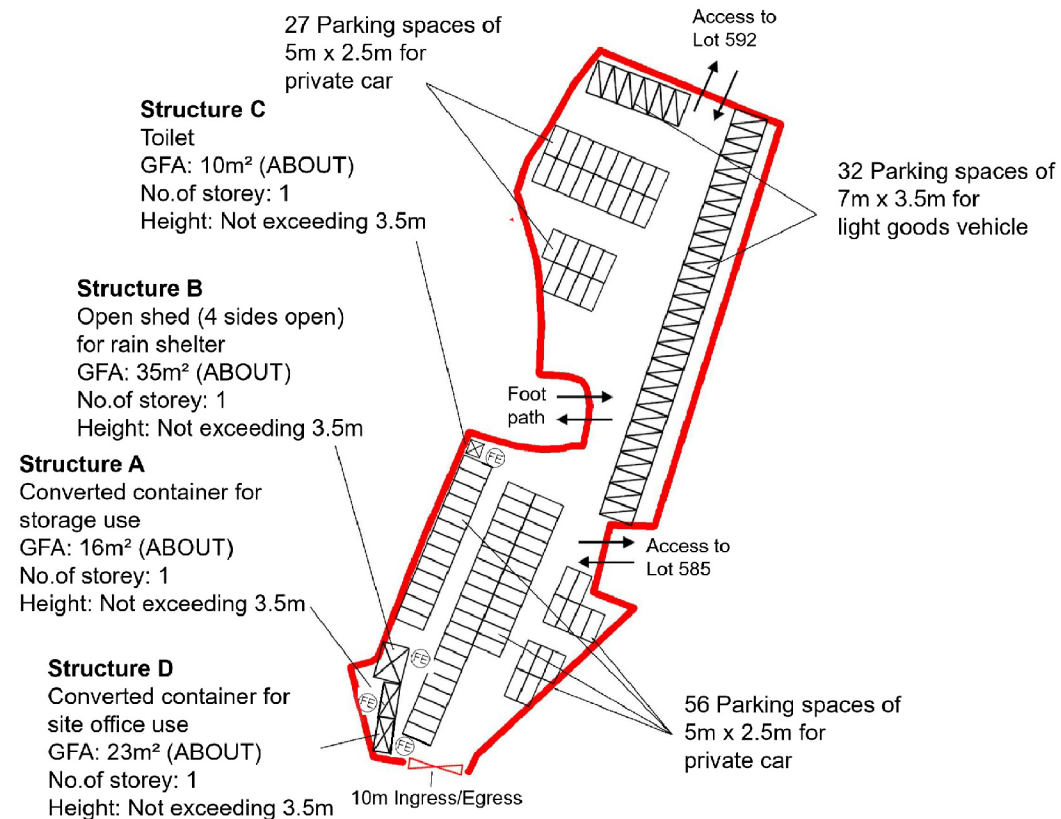 27 Parking spaces of
5m x 2.5m for
private car
Access to
Lot 592
Structure C
Toilet
GFA: 10m² (ABOUT)
No.of storey: 1
Height: Not exceeding 3.5m
32 Parking spaces of
7m x 3.5m for
light goods vehicle
Structure B
Open shed (4 sides open)
for rain shelter
GFA: 35m² (ABOUT)
No.of storey: 1
Height: Not exceeding 3.5m
Foot
path
Structure A
Converted container for
storage use
GFA: 16m² (ABOUT)
No.of storey: 1
Height: Not exceeding 3.5m
FE
Access to
Lot 585
Structure D
Converted container for
site office use
GFA: 23m² (ABOUT)
No.of storey: 1
Height: Not exceeding 3.5m
FE
FE
FE
56 Parking spaces of
5m x 2.5m for
private car
10m Ingress/Egress